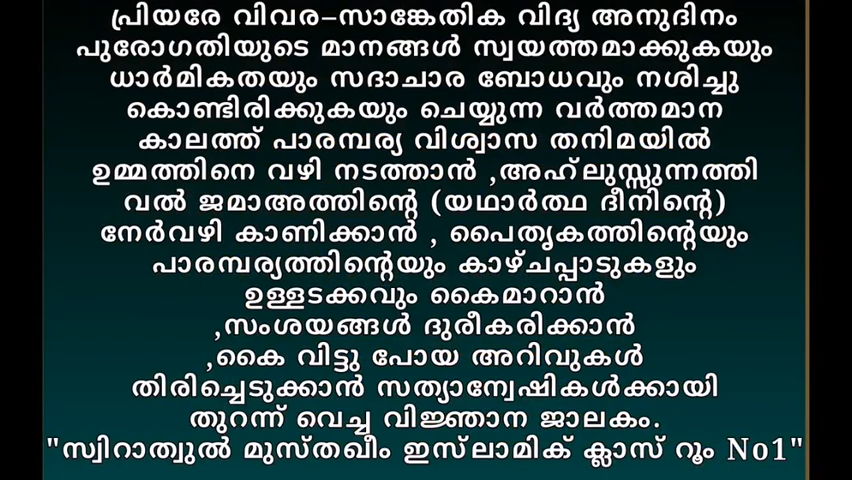 പ്രിയരേ വിവര-സാങ്കേതിക വിദ്യ അനുദിനം
പുരോഗതിയുടെ മാനങ്ങൾ സ്വയത്തമാക്കുകയും
ധാർമികതയും സദാചാര ബോധവും നശിച്ചു
കൊണ്ടിരിക്കുകയും ചെയ്യുന്ന വർത്തമാന
കാലത്ത് പാരമ്പര്യ വിശ്വാസ തനിമയിൽ
ഉമ്മത്തിനെ വഴി നടത്താൻ ,അഹ്ലുസ്സുന്നത്തി
വൽ ജമാഅത്തിന്റെ (യഥാർത്ഥ ദീനിന്റെ)
നേർവഴി കാണിക്കാൻ , പൈതൃകത്തിന്റെയും
പാരമ്പര്യത്തിന്റെയും കാഴ്ചപ്പാടുകളും
ഉള്ളടക്കവും കൈമാറാൻ
,സംശയങ്ങൾ ദുരീകരിക്കാൻ
,കൈ വിട്ടു പോയ അറിവുകൾ
തിരിച്ചെടുക്കാൻ സത്യാന്വേഷികൾക്കായി
തുറന്ന് വെച്ച വിജ്ഞാന ജാലകം.
"സ്വിറാത്വുൽ മുസ്തഖീം ഇസ്ലാമിക് ക്ലാസ് റൂം No1"